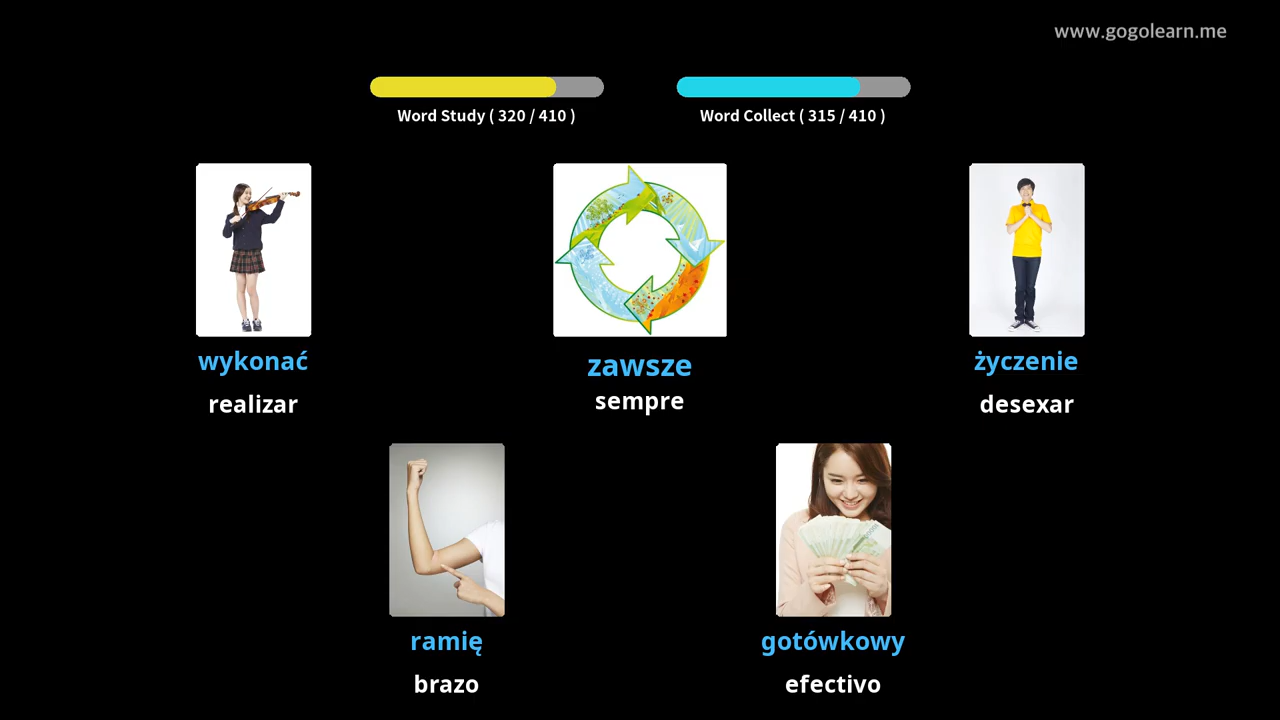 www.gogolearn.me
Word Study ( 320 / 410 )
Word Collect ( 315 / 410 )
wykonać
realizar
zawsze
sempre
życzenie
desexar
ramię
brazo
gotówkowy
efectivo